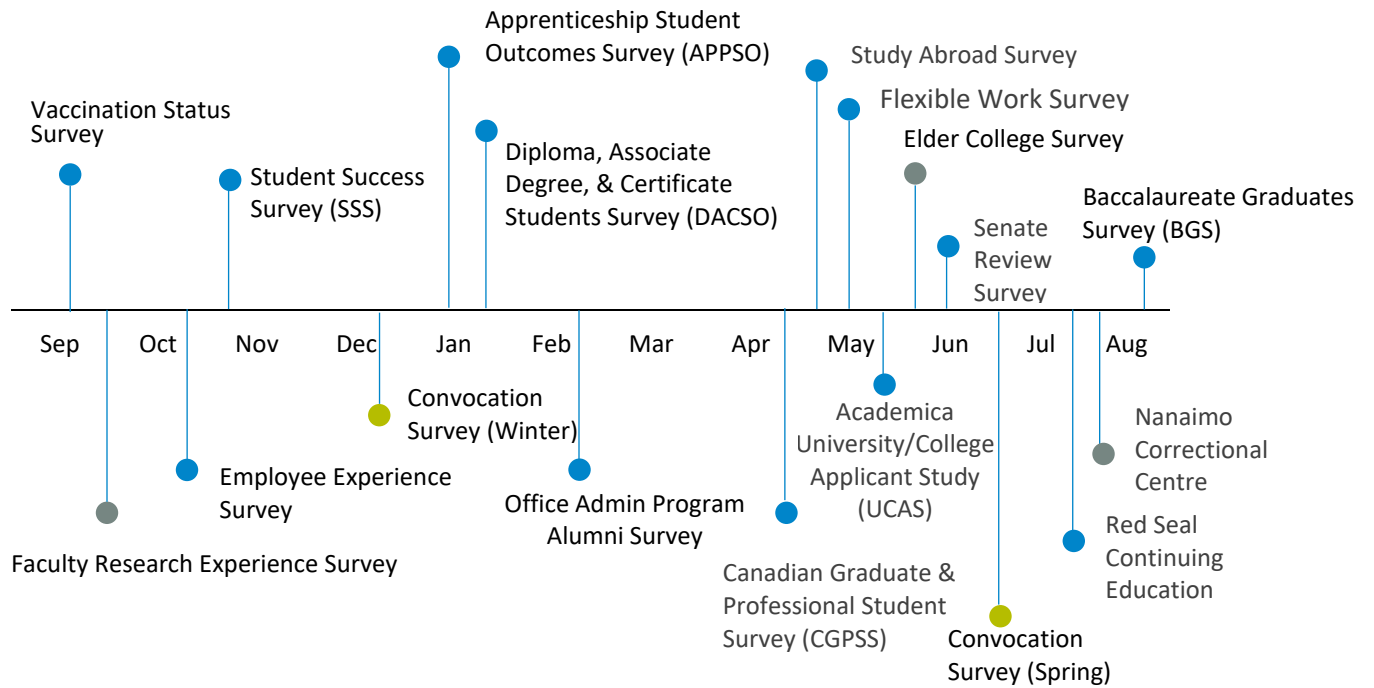 Apprenticeship Student
Outcomes Survey (APPSO)
Study Abroad Survey
Flexible Work Survey
Vaccination Status
Survey
Elder College Survey
Diploma, Associate
Degree, & Certificate
Students Survey (DACSO)
Student Success
Survey (SSS)
Baccalaureate Graduates
Survey (BGS)
Senate
Review
Survey
Sep Oct Nov Dec Jan Feb Mar Apr May Jun Jul Aug
Convocation
Survey (Winter)
Academica
University/College
Applicant Study
(UCAS)
Nanaimo
Correctional
Centre
Employee Experience
Survey
Office Admin Program
Alumni Survey
Red Seal
Continuing
Education
Faculty Research Experience Survey
Canadian Graduate &
Professional Student
Survey (CGPSS)
Convocation
Survey (Spring)